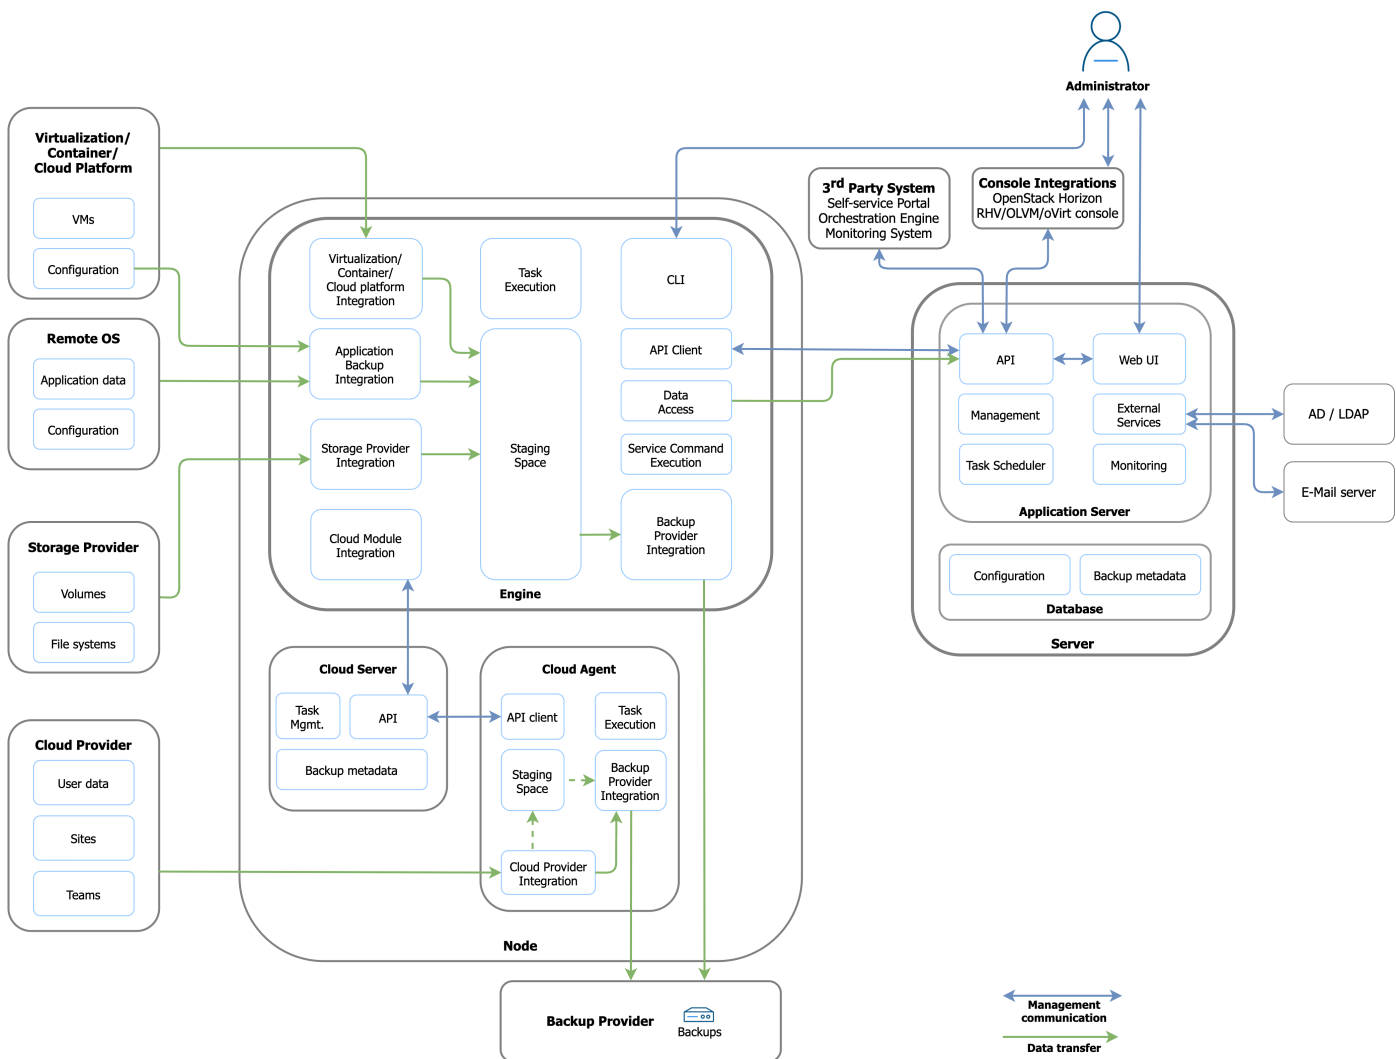 Administrator
Virtualization/
Container/
Cloud Platform
VMs
Configuration
3rd Party System
Self-service Portal
Orchestration Engine
Monitoring System
Console Integrations
OpenStack Horizon
RHV/OLVM/oVirt console
Virtualization/
Container/
Cloud platform
Integration
Task
Execution
CLI
Remote OS
Application data
Configuration
Application
Backup
Integration
API Client
Data
Access
Storage Provider
Integration
Staging
Space
Service Command
Execution
Cloud Module
Integration
Backup
Provider
Integration
Engine
API
Web UI
Management
External
Services
Task Scheduler
Monitoring
Application Server
Configuration
Backup metadata
Database
Server
AD / LDAP
E-Mail server
Storage Provider
Volumes
File systems
Cloud Server
Task
Mgmt.
API
Backup metadata
Cloud Agent
API client
Task
Execution
Staging
Space
Backup
Provider
Integration
Cloud Provider
Integration
Cloud Provider
User data
Sites
Teams
Node
Backup Provider
Backups
Management
communication
Data transfer